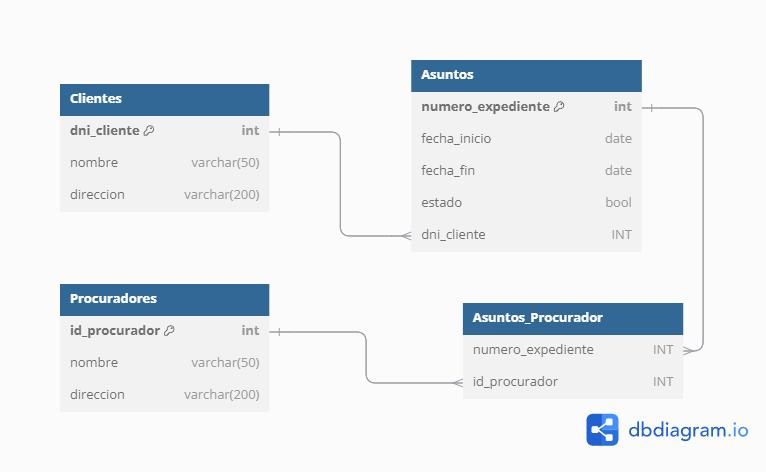 Clientes
dni_cliente int
nombre varchar(50)
direccion varchar(200)
Asuntos
numero_expediente int
fecha_inicio date
fecha_fin date
estado bool
dni_cliente INT
Procuradores
id_procurador int
nombre varchar(50)
direccion varchar(200)
Asuntos_Procurador
numero_expediente INT
id_procurador INT
dbdiagram.io